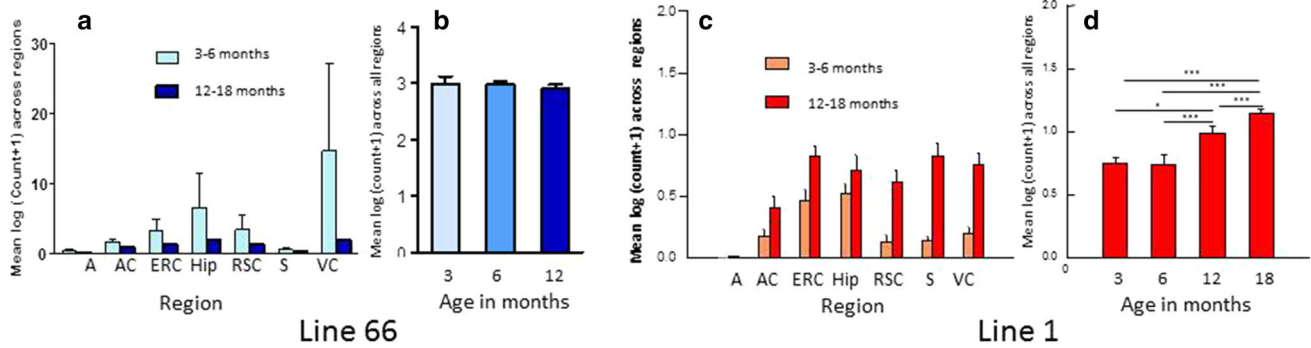 a
Mean log (Count+1) across regions
30
20
10
0
3-6 months
12-18 months
A AC ERC Hip RSC S VC
Region
b
Mean log (count+1) across all regions
4
3
2
1
0
3 6 12
Age in months
Line 66
c
Mean log (count+1) across regions
2.0
1.5
1.0
0.5
0.0
3-6 months
12-18 months
A AC ERC Hip RSC S VC
Region
d
Mean log (count+1) across all regions
2.0
1.5
1.0
0.5
0.0
0
***
***
* ***
***
3 6 12 18
Age in months
Line 1